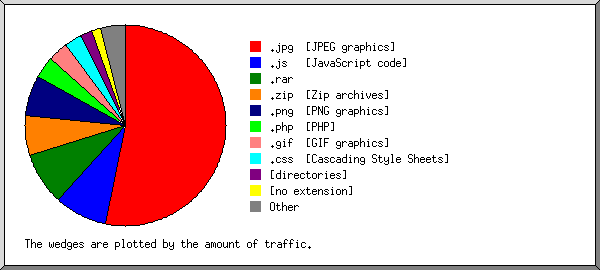 .jpg [JPEG graphics]
.js [JavaScript code]
.rar
.zip [Zip archives]
.png [PNG graphics]
.php [PHP]
.gif [GIF graphics]
.css [Cascading Style Sheets]
[directories]
[no extension]
Other
The wedges are plotted by the amount of traffic.